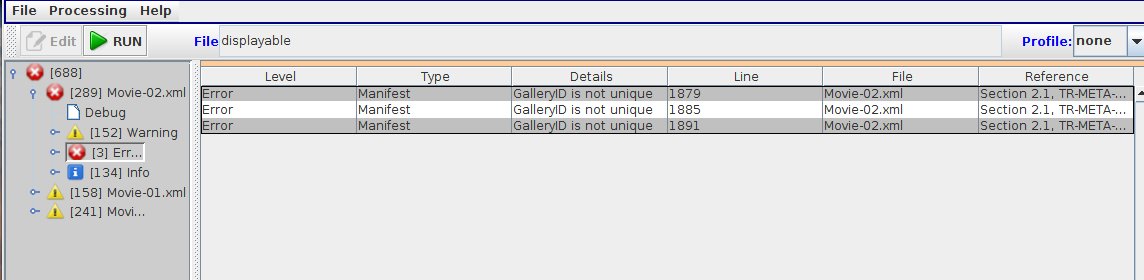 File Processing Help
Edit RUN File displayable Profile: none
[688]
[289] Movie-02.xml
Debug
[152] Warning
[3] Err...
[134] Info
[158] Movie-01.xml
[241] Movi...
Level Type Details Line File Reference
Error Manifest GalleryID is not unique 1879 Movie-02.xml Section 2.1, TR-META-...
Error Manifest GalleryID is not unique 1885 Movie-02.xml Section 2.1, TR-META-...
Error Manifest GalleryID is not unique 1891 Movie-02.xml Section 2.1, TR-META-...